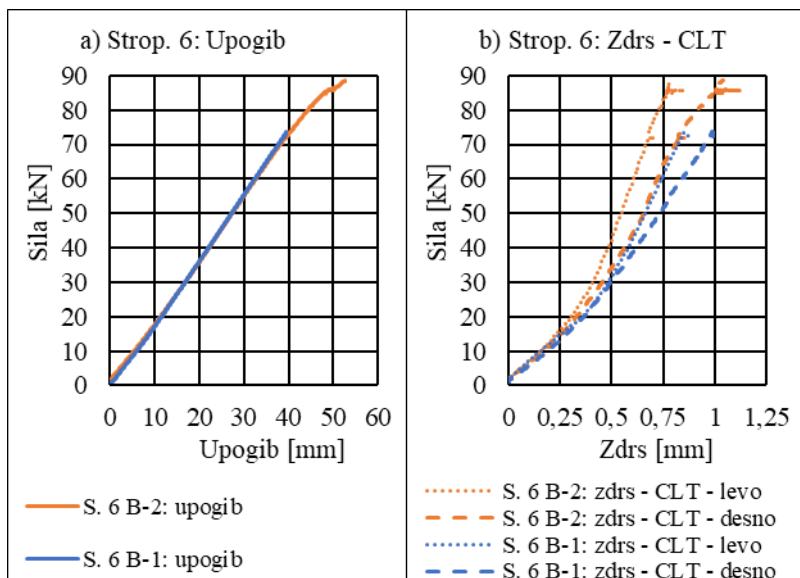 a) Strop. 6: Upogib
90
80
70
60
50
40
30
20
10
0
Sila [kN]
0 10 20 30 40 50 60
Upogib [mm]
S. 6 B-2: upogib
S. 6 B-1: upogib
b) Strop. 6: Zdrs - CLT
90
80
70
60
50
40
30
20
10
0
Sila [kN]
0 0,25 0,5 0,75 1 1,25
Zdrs [mm]
S. 6 B-2: zdrs - CLT - levo
S. 6 B-2: zdrs - CLT - desno
S. 6 B-1: zdrs - CLT - levo
S. 6 B-1: zdrs - CLT - desno